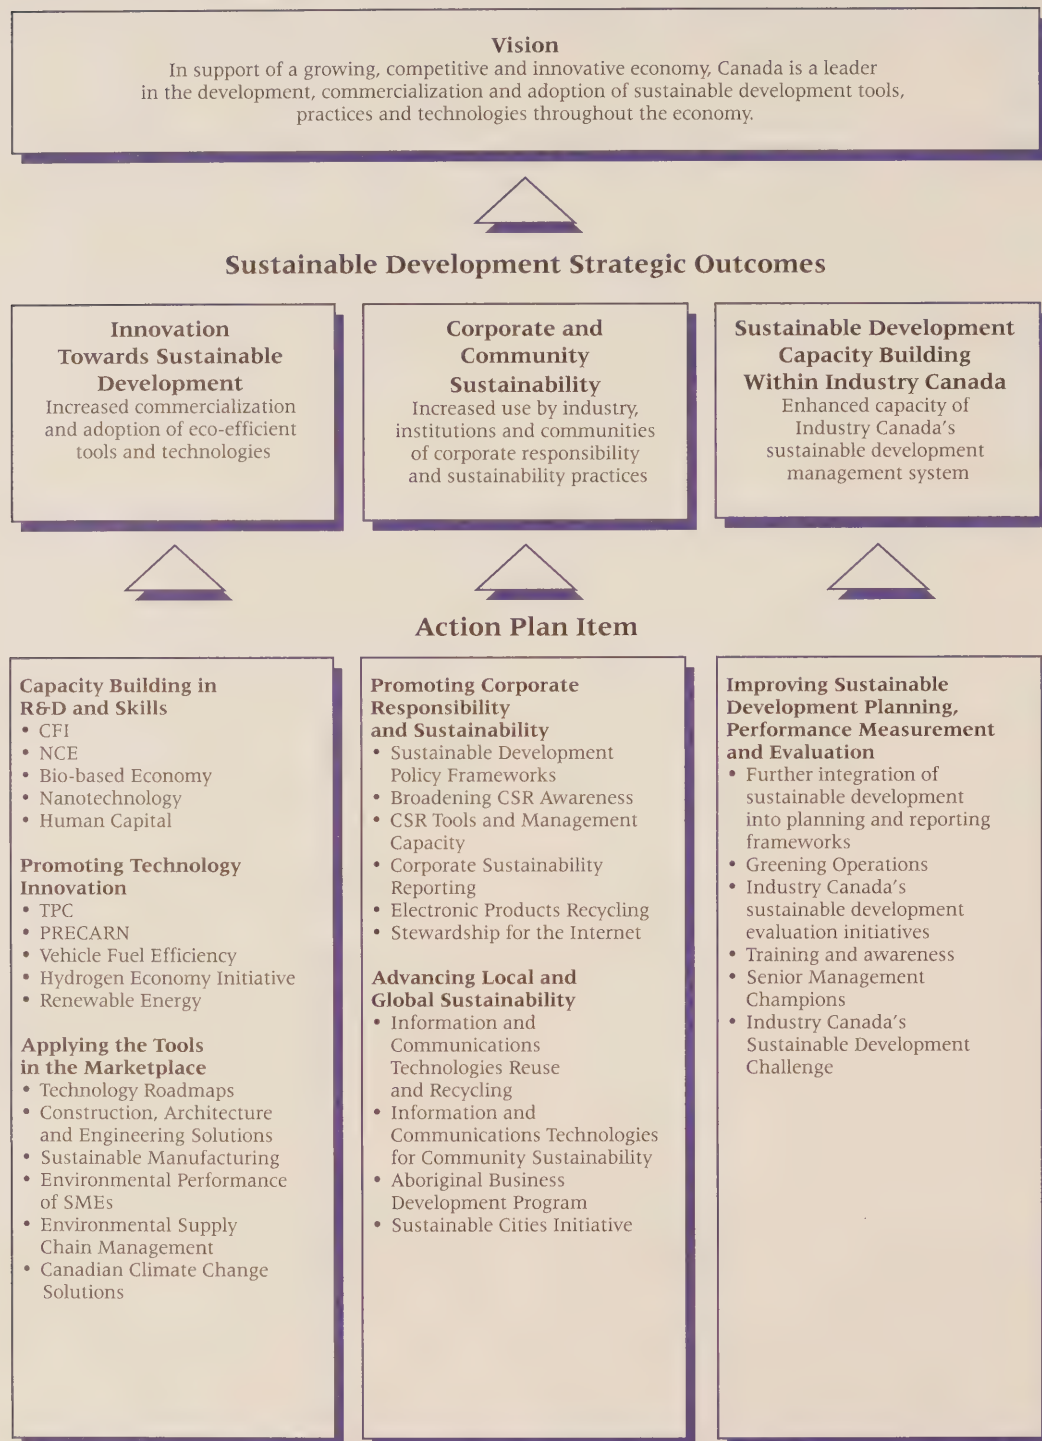 Vision
In support of a growing, competitive and innovative economy, Canada is a leader
in the development, commercialization and adoption of sustainable development tools,
practices and technologies throughout the economy.
Sustainable Development Strategic Outcomes
Innovation
Towards Sustainable
Development
Increased commercialization
and adoption of eco-efficient
tools and technologies
Corporate and
Community
Sustainability
Increased use by industry,
institutions and communities
of corporate responsibility
and sustainability practices
Sustainable Development
Capacity Building
Within Industry Canada
Enhanced capacity of
Industry Canada's
sustainable development
management system
Action Plan Item
Capacity Building in
R&D and Skills
• CFI
• NCE
• Bio-based Economy
• Nanotechnology
• Human Capital
Promoting Technology
Innovation
• TPC
• PRECARN
• Vehicle Fuel Efficiency
• Hydrogen Economy Initiative
• Renewable Energy
Applying the Tools
in the Marketplace
• Technology Roadmaps
• Construction, Architecture
and Engineering Solutions
• Sustainable Manufacturing
• Environmental Performance
of SMEs
• Environmental Supply
Chain Management
• Canadian Climate Change
Solutions
Promoting Corporate
Responsibility
and Sustainability
• Sustainable Development
Policy Frameworks
• Broadening CSR Awareness
• CSR Tools and Management
Capacity
• Corporate Sustainability
Reporting
• Electronic Products Recycling
• Stewardship for the Internet
Advancing Local and
Global Sustainability
• Information and
Communications
Technologies Reuse
and Recycling
• Information and
Communications Technologies
for Community Sustainability
• Aboriginal Business
Development Program
• Sustainable Cities Initiative
Improving Sustainable
Development Planning,
Performance Measurement
and Evaluation
• Further integration of
sustainable development
into planning and reporting
frameworks
• Greening Operations
• Industry Canada's
sustainable development
evaluation initiatives
• Training and awareness
• Senior Management
Champions
• Industry Canada's
Sustainable Development
Challenge